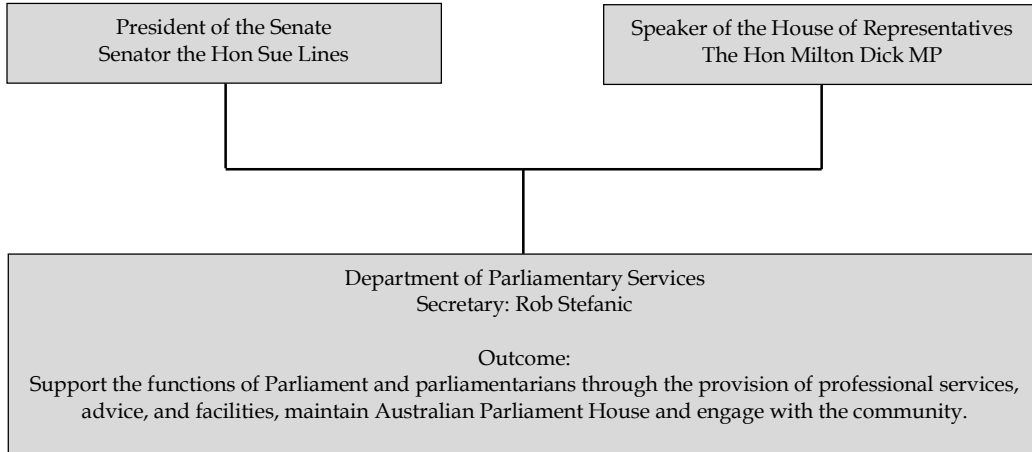 President of the Senate
Senator the Hon Sue Lines
Speaker of the House of Representatives
The Hon Milton Dick MP
Department of Parliamentary Services
Secretary: Rob Stefanic
Outcome:
Support the functions of Parliament and parliamentarians through the provision of professional services,
advice, and facilities, maintain Australian Parliament House and engage with the community.